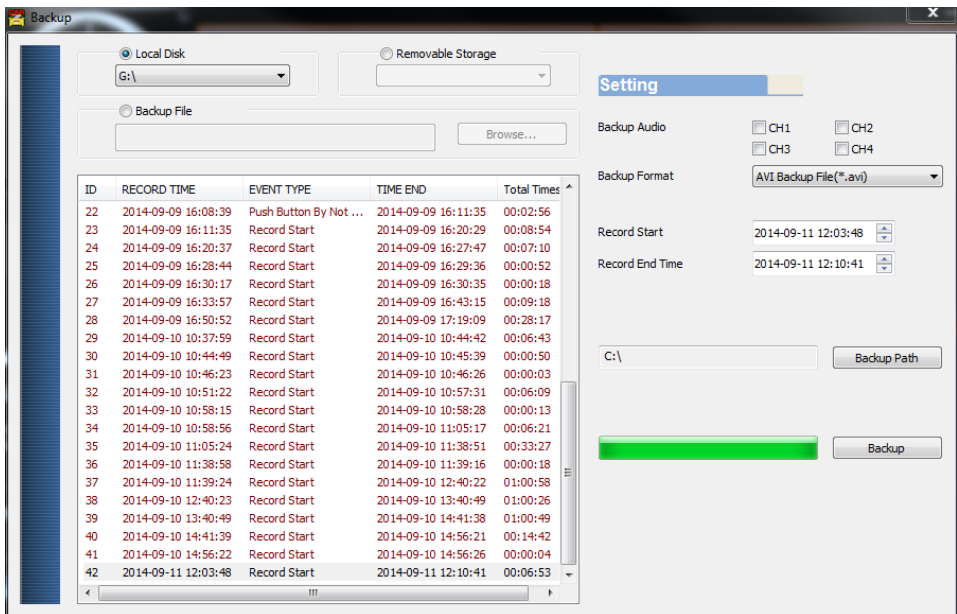 Backup
Local Disk
Removable Storage
G:\
Backup File
Browse...
ID RECORD TIME EVENT TYPE TIME END Total Times
22 2014-09-09 16:08:39 Push Button By Not ... 2014-09-09 16:11:35 00:02:56
23 2014-09-09 16:11:35 Record Start 2014-09-09 16:20:29 00:08:54
24 2014-09-09 16:20:37 Record Start 2014-09-09 16:27:47 00:07:10
25 2014-09-09 16:28:44 Record Start 2014-09-09 16:29:36 00:00:52
26 2014-09-09 16:30:17 Record Start 2014-09-09 16:30:35 00:00:18
27 2014-09-09 16:33:57 Record Start 2014-09-09 16:43:15 00:09:18
28 2014-09-09 16:50:52 Record Start 2014-09-09 17:19:09 00:28:17
29 2014-09-10 10:37:59 Record Start 2014-09-10 10:44:42 00:06:43
30 2014-09-10 10:44:49 Record Start 2014-09-10 10:45:39 00:00:50
31 2014-09-10 10:46:23 Record Start 2014-09-10 10:46:26 00:00:03
32 2014-09-10 10:51:22 Record Start 2014-09-10 10:57:31 00:06:09
33 2014-09-10 10:58:15 Record Start 2014-09-10 10:58:28 00:00:13
34 2014-09-10 10:58:56 Record Start 2014-09-10 11:05:17 00:06:21
35 2014-09-10 11:05:24 Record Start 2014-09-10 11:38:51 00:33:27
36 2014-09-10 11:38:58 Record Start 2014-09-10 11:39:16 00:00:18
37 2014-09-10 11:39:24 Record Start 2014-09-10 12:40:22 01:00:58
38 2014-09-10 12:40:23 Record Start 2014-09-10 13:40:49 01:00:26
39 2014-09-10 13:40:49 Record Start 2014-09-10 14:41:38 01:00:49
40 2014-09-10 14:41:39 Record Start 2014-09-10 14:56:21 00:14:42
41 2014-09-10 14:56:22 Record Start 2014-09-10 14:56:26 00:00:04
42 2014-09-11 12:03:48 Record Start 2014-09-11 12:10:41 00:06:53
Setting
Backup Audio CH1 CH2
CH3 CH4
Backup Format AVI Backup File(*.avi)
Record Start 2014-09-11 12:03:48
Record End Time 2014-09-11 12:10:41
C:\ Backup Path
Backup